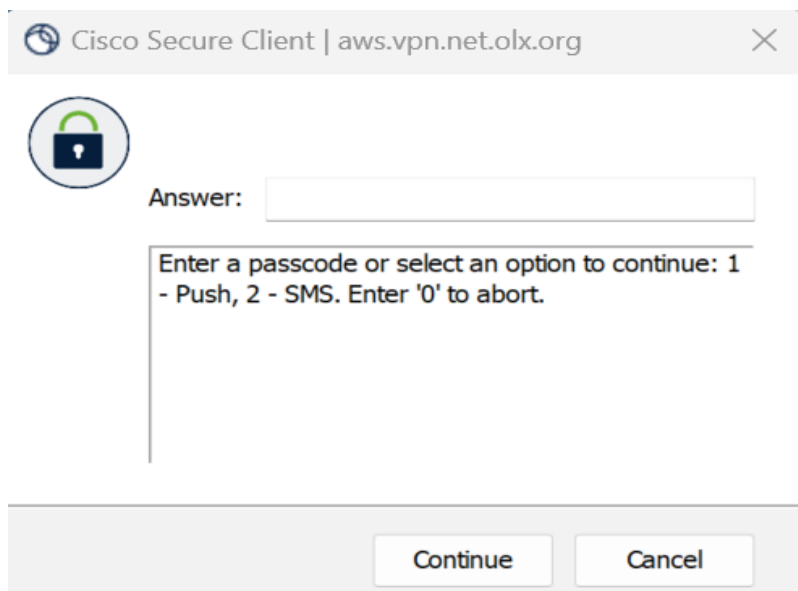 Cisco Secure Client | aws.vpn.net.olx.org
Answer:
Enter a passcode or select an option to continue: 1
- Push, 2 - SMS. Enter '0' to abort.
Continue
Cancel